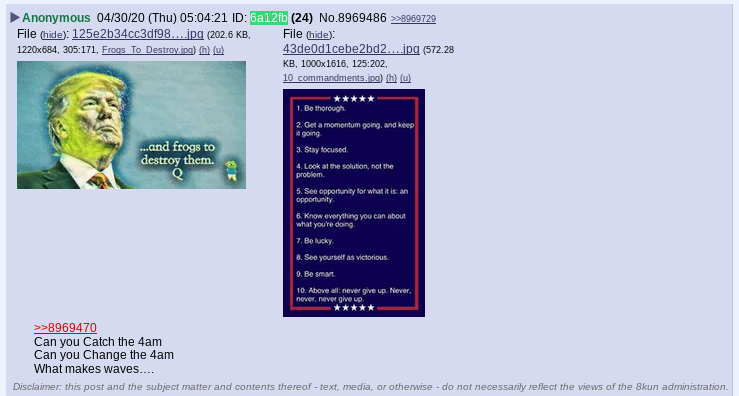 Anonymous 04/30/20 (Thu) 05:04:21 ID: 6a12fb (24) No.8969486 >>8969729
File (hide): 125e2b34cc3df98….jpg (202.6 KB,
1220x684, 305:171, Frogs_To_Destroy.jpg) (h) (u)
...and frogs to
destroy them.
Q
File (hide):
43de0d1cebe2bd2….jpg (572.28
KB, 1000x1616, 125:202,
10_commandments.jpg) (h) (u)
1. Be thorough.
2. Get a momentum going, and keep
it going.
3. Stay focused.
4. Look at the solution, not the
problem.
5. See opportunity for what it is: an
opportunity.
6. Know everything you can about
what you're doing.
7. Be lucky.
8. See yourself as victorious.
9. Be smart.
10. Above all: never give up. Never,
never, never give up.
>>8969470
Can you Catch the 4am
Can you Change the 4am
What makes waves….
Disclaimer: this post and the subject matter and contents thereof - text, media, or otherwise - do not necessarily reflect the views of the 8kun administration.